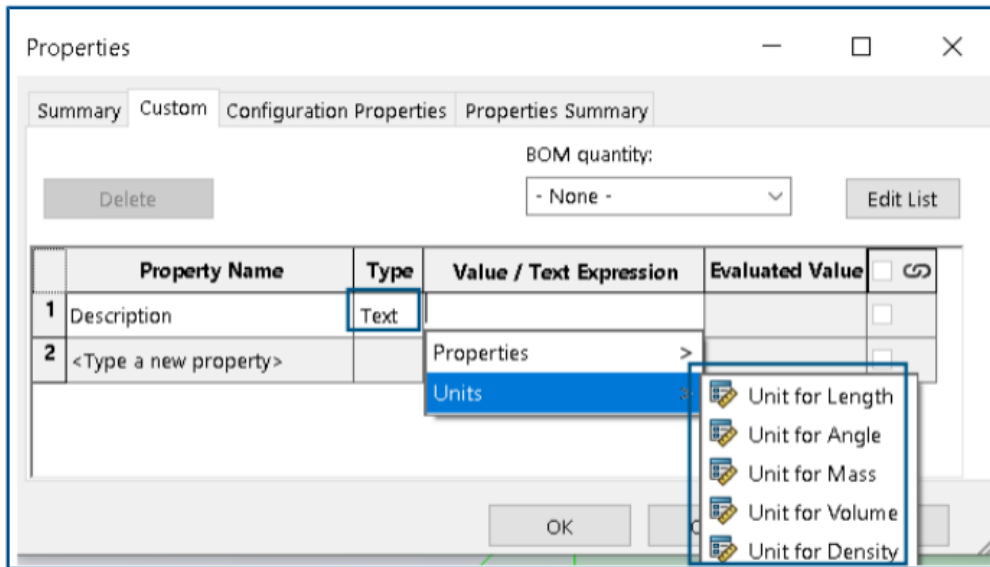 Properties
Summary Custom Configuration Properties Properties Summary
BOM quantity:
Delete - None - Edit List
Property Name Type Value / Text Expression Evaluated Value
1 Description Text
2 <Type a new property> Properties >
Units >
Unit for Length
Unit for Angle
Unit for Mass
Unit for Volume
OK
Unit for Density